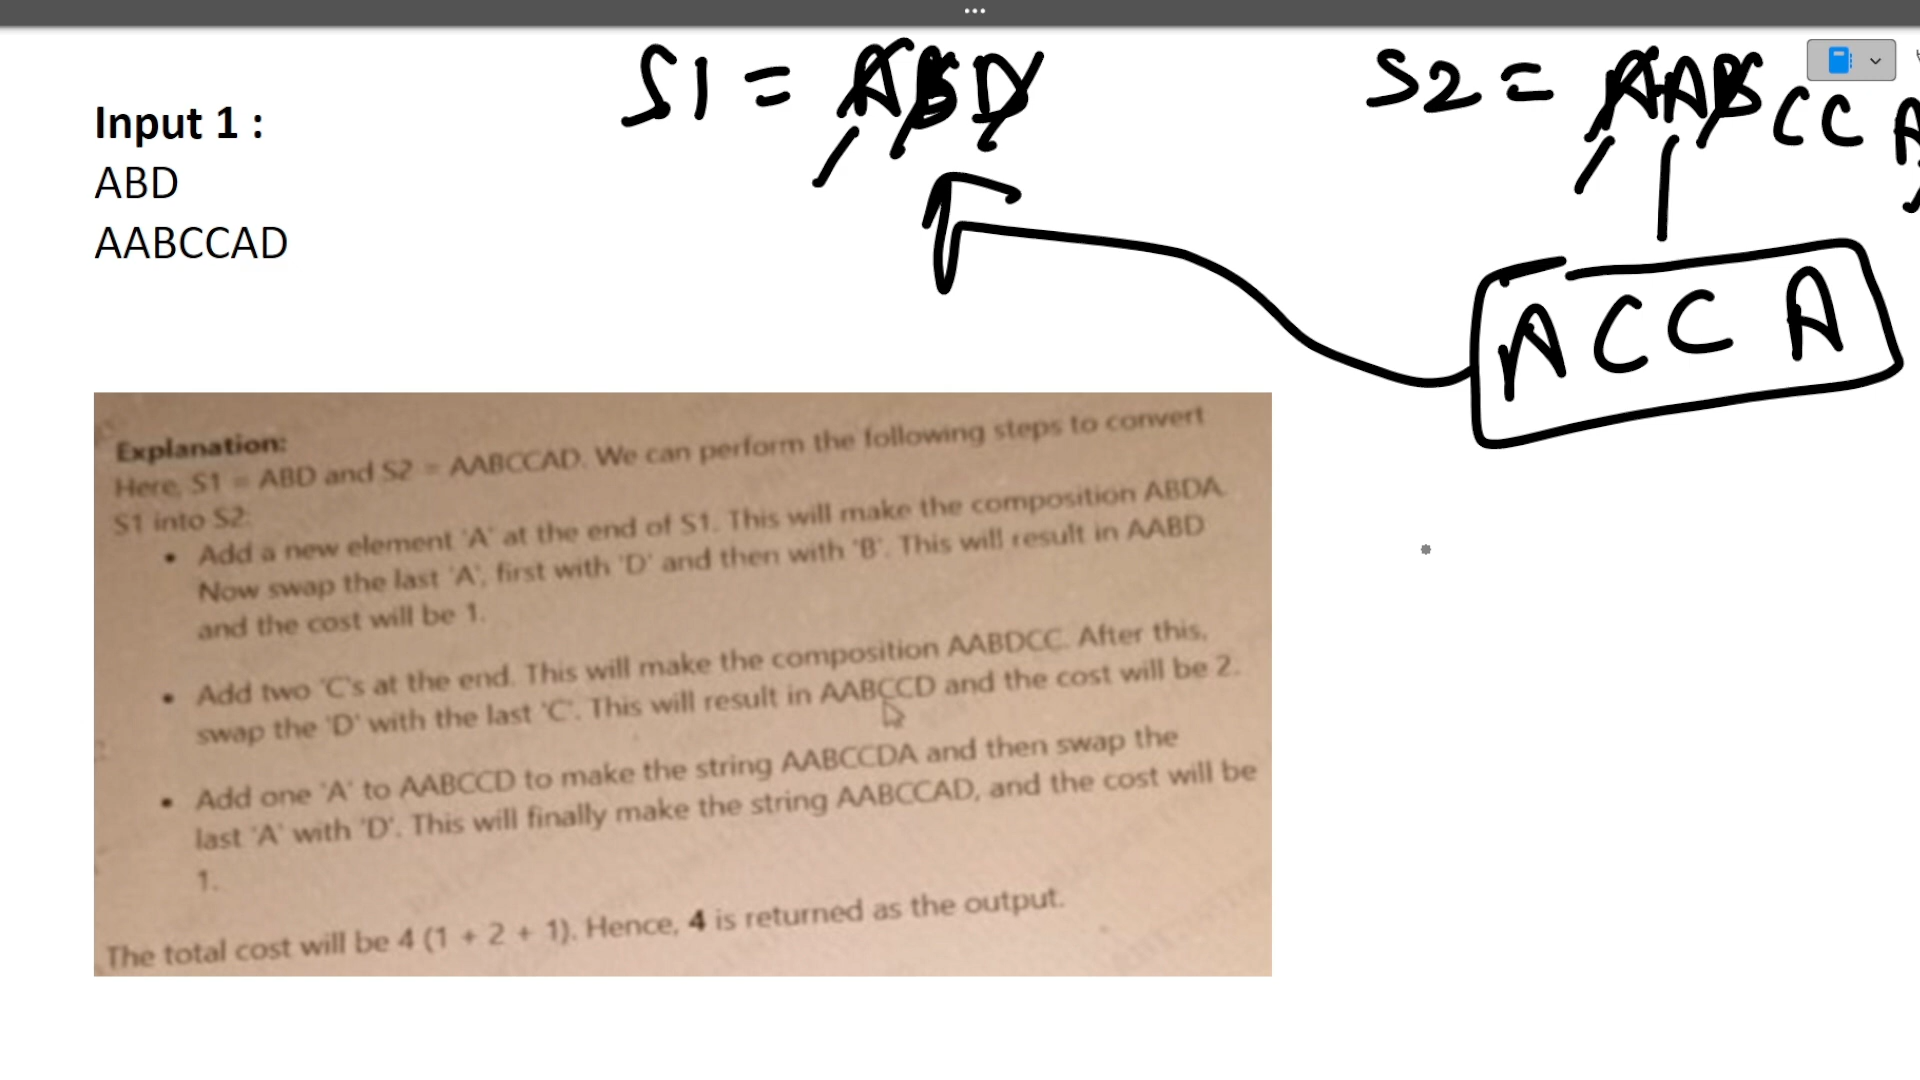 S1 = ABD
S2 = AABCCA
Input 1 :
ABD
AABCCAD
ACCA
Explanation:
Here, S1 = ABD and S2 = AABCCAD. We can perform the following steps to convert
S1 into S2:
• Add a new element 'A' at the end of S1. This will make the composition ABDA.
Now swap the last 'A', first with 'D' and then with 'B'. This will result in AABD
and the cost will be 1.
• Add two 'C's at the end. This will make the composition AABDCC. After this,
swap the 'D' with the last 'C'. This will result in AABCCD and the cost will be 2.
• Add one 'A' to AABCCD to make the string AABCCDA and then swap the
last 'A' with 'D'. This will finally make the string AABCCAD, and the cost will be
1.
The total cost will be 4 (1 + 2 + 1). Hence, 4 is returned as the output.